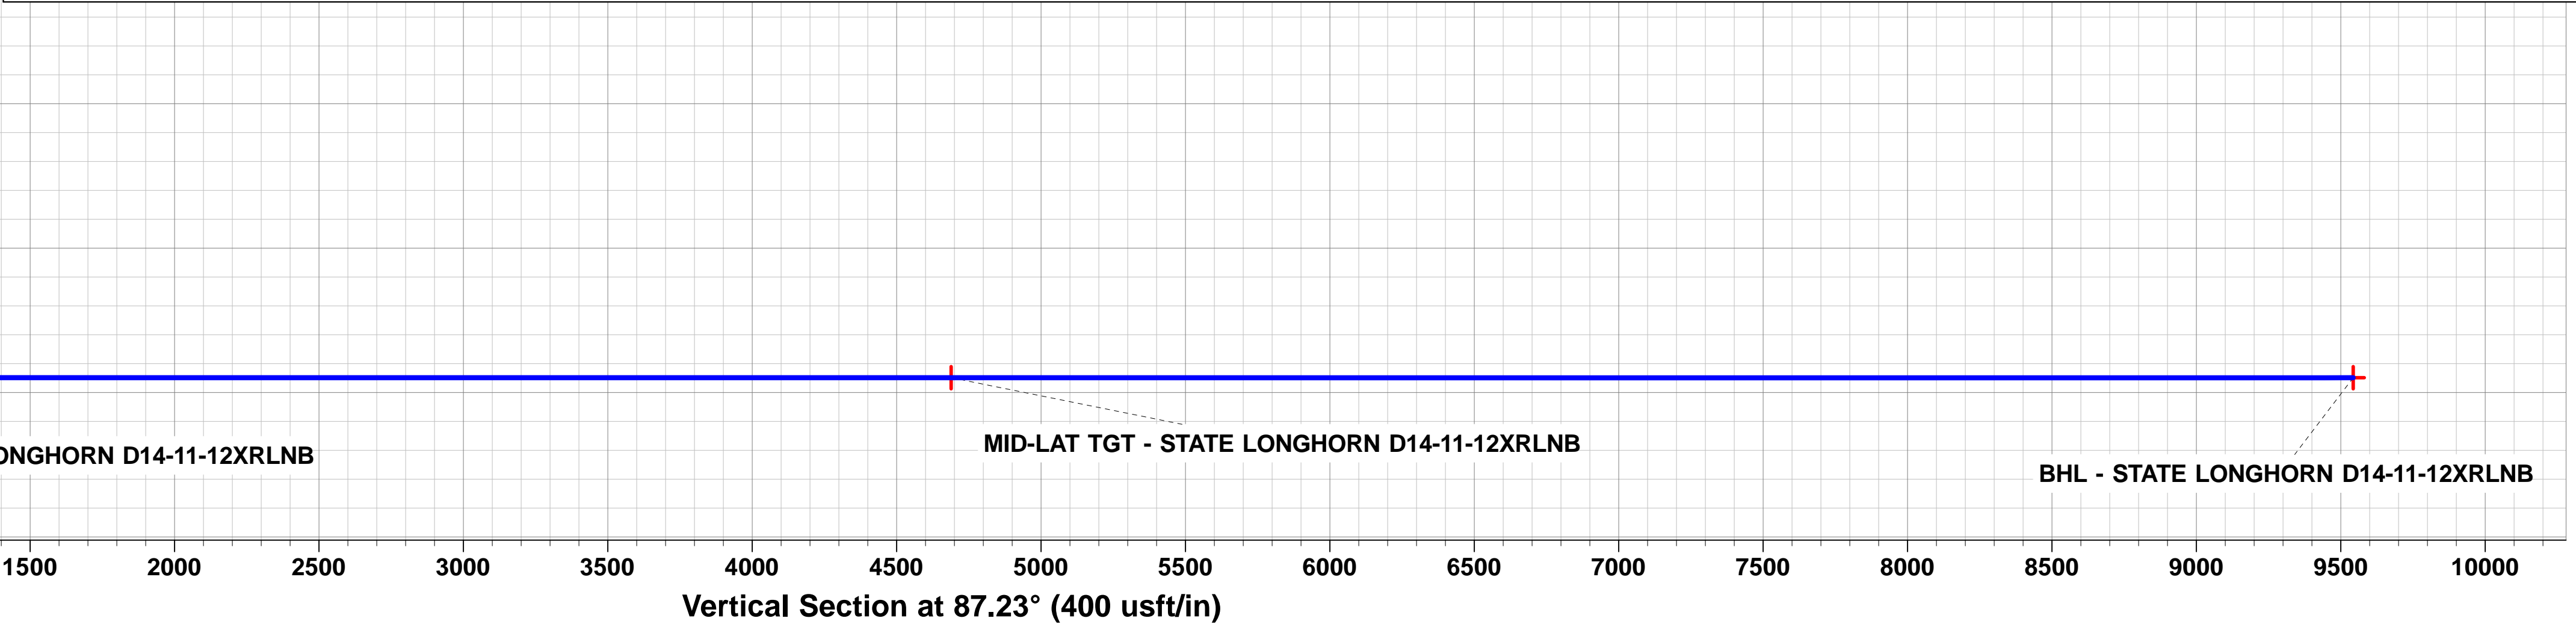 MID-LAT TGT - STATE LONGHORN D14-11-12XRLNB
ONGHORN D14-11-12XRLNB
BHL - STATE LONGHORN D14-11-12XRLNB
1500 2000 2500 3000 3500 4000 4500 5000 5500 6000 6500 7000 7500 8000 8500 9000 9500 10000
Vertical Section at 87.23° (400 usft/in)